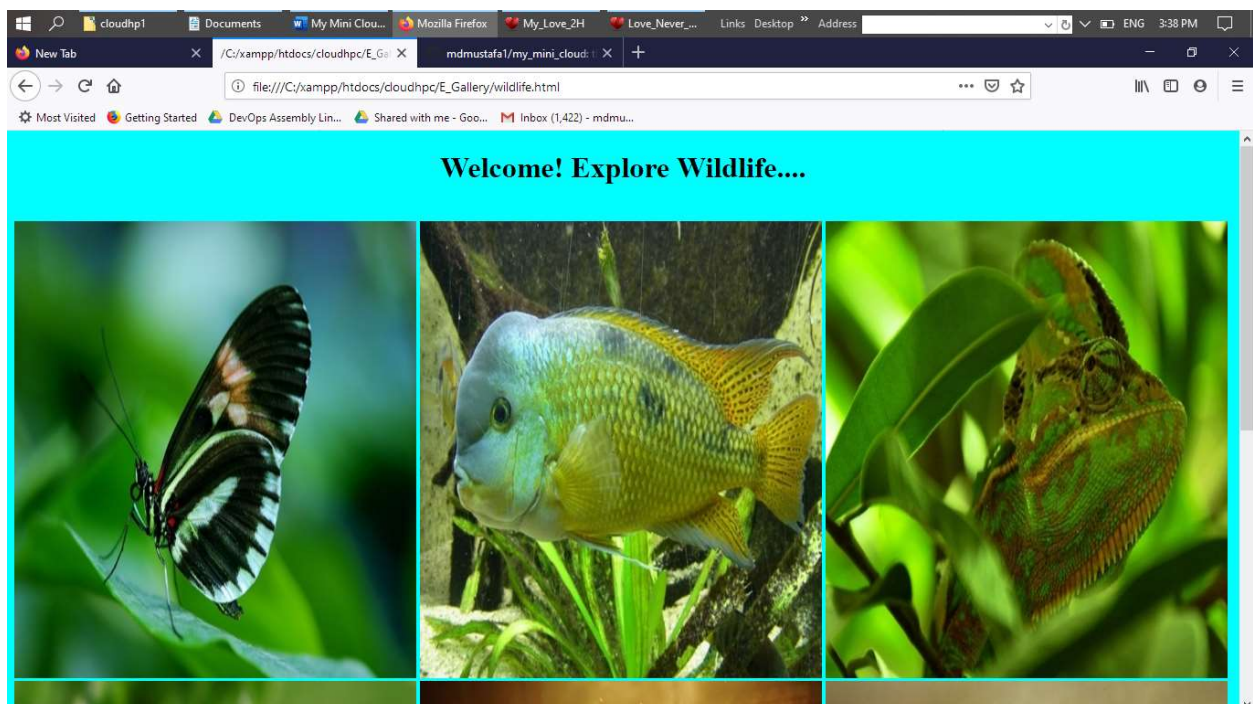 cloudhp1 Documents My Mini Clou... Mozilla Firefox My_Love_2H Love_Never_... Links Desktop » Address ENG 3:38 PM
New Tab /C:/xampp/htdocs/cloudhpc/E_Gal mdmustafa1/my_mini_cloud: t
file:///C:/xampp/htdocs/cloudhpc/E_Gallery/wildlife.html
Most Visited Getting Started DevOps Assembly Lin... Shared with me - Goo... Inbox (1,422) - mdmu...
Welcome! Explore Wildlife....